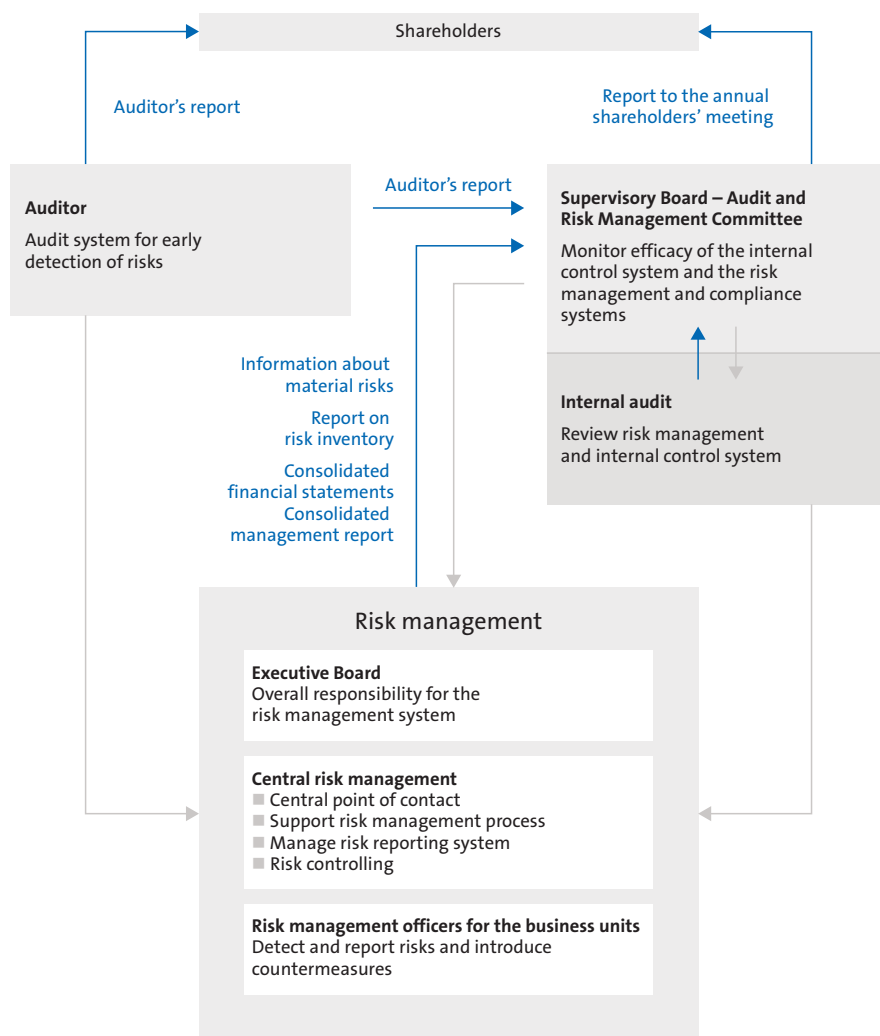 Shareholders
Auditor’s report
Report to the annual
shareholders’ meeting
Auditor
Audit system for early
detection of risks
Auditor’s report
Supervisory Board – Audit and
Risk Management Committee
Monitor efficacy of the internal
control system and the risk
management and compliance
systems
Information about
material risks
Report on
risk inventory
Consolidated
financial statements
Consolidated
management report
Internal audit
Review risk management
and internal control system
Risk management
Executive Board
Overall responsibility for the
risk management system
Central risk management
Central point of contact
Support risk management process
Manage risk reporting system
Risk controlling
Risk management officers for the business units
Detect and report risks and introduce
countermeasures